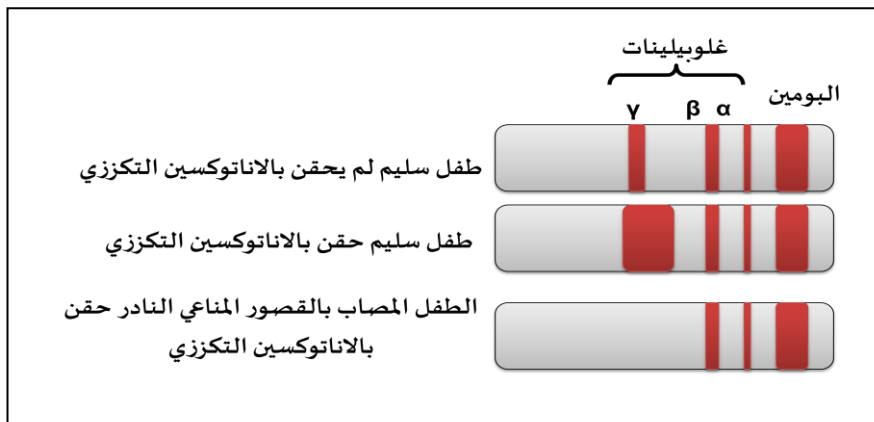 غلوبيلينات
البومين
γ β α
طفل سليم لم يحقن بالاناتوكسين التكززي
طفل سليم حقن بالاناتوكسين التكززي
الطفل المصاب بالقصور المناعي النادر حقن
بالاناتوكسين التكززي